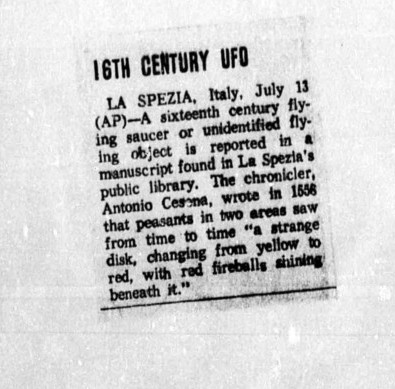 16TH CENTURY UFO
LA SPEZIA, Italy, July 13
(AP)—A sixteenth century fly-
ing saucer or unidentified fly-
ing object is reported in a
manuscript found in La Spezia's
public library. The chronicler,
Antonio Cesena, wrote in 1556
that peasants in two areas saw
from time to time "a strange
disk, changing from yellow to
red, with red fireballs shining
beneath it."